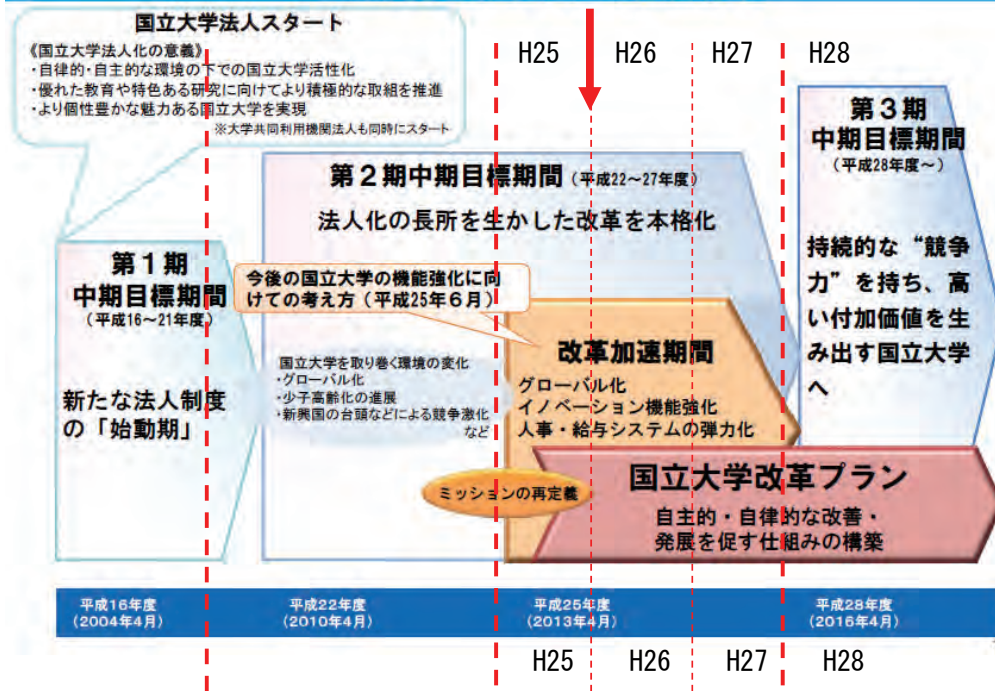 国立大学法人スタート
《国立大学法人化の意義》
・自律的・自主的な環境の下での国立大学活性化
・優れた教育や特色ある研究に向けてより積極的な取組を推進
・より個性豊かな魅力ある国立大学を実現
※大学共同利用機関法人も同時にスタート
H25
H26
H27
H28
第1期
中期目標期間
（平成16～21年度）
新たな法人制度
の「始動期」
第２期中期目標期間（平成22～27年度）
法人化の長所を生かした改革を本格化
今後の国立大学の機能強化に向
けての考え方（平成25年６月）
国立大学を取り巻く環境の変化
・グローバル化
・少子高齢化の進展
・新興国の台頭などによる競争激化
など
改革加速期間
グローバル化
イノベーション機能強化
人事・給与システムの弾力化
第３期
中期目標期間
（平成28年度～）
持続的な“競争
力”を持ち、高
い付加価値を生
み出す国立大学
へ
ミッションの再定義
国立大学改革プラン
自主的・自律的な改善・
発展を促す仕組みの構築
平成16年度
（2004年4月）
平成22年度
（2010年4月）
平成25年度
（2013年4月）
平成28年度
（2016年4月）
H25
H26
H27
H28